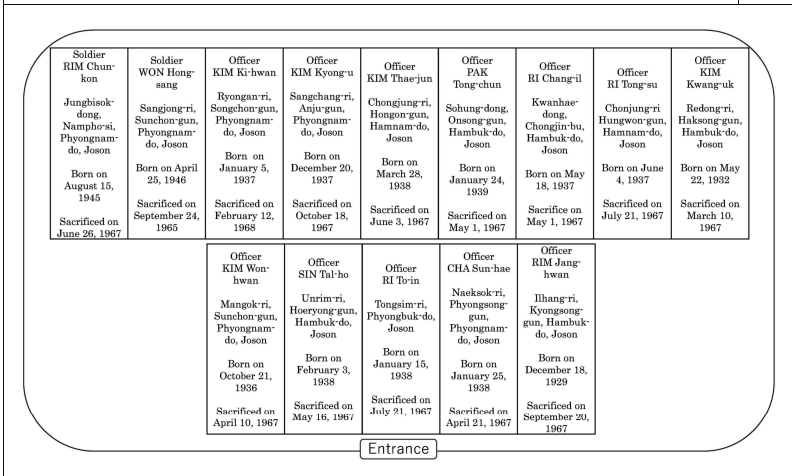 Soldier
RIM Chun-
kon
Jungbisok-
dong,
Nampho-si,
Phyongnam-
do, Joson
Born on
August 15,
1945
Sacrificed on
June 26, 1967
Soldier
WON Hong-
sang
Sangjong-ri,
Sunchon-gun,
Phyongnam-
do, Joson
Born on April
25, 1946
Sacrificed on
September 24,
1965
Officer
KIM Ki-hwan
Ryongan-ri,
Songchon-gun,
Phyongnam-
do, Joson
Born on
January 5,
1937
Sacrificed on
February 12,
1968
Officer
KIM Kyong-u
Sangchang-ri,
Anju-gun,
Phyongnam-
do, Joson
Born on
December 20,
1937
Sacrificed on
October 18,
1967
Officer
KIM Thae-jun
Chongjung-ri,
Hongon-gun,
Hamnam-do,
Joson
Born on
March 28,
1938
Sacrificed on
June 3, 1967
Officer
PAK
Tong-chun
Sohung-dong,
Onsong-gun,
Hambuk-do,
Joson
Born on
January 24,
1939
Sacrificed on
May 1, 1967
Officer
RI Chang-il
Kwanhae-
dong,
Chongjin-bu,
Hambuk-do,
Joson
Born on May
18, 1937
Sacrifice on
May 1, 1967
Officer
RI Tong-su
Chonjung-ri
Hungwon-gun,
Hamnam-do,
Joson
Born on June
4, 1937
Sacrificed on
July 21, 1967
Officer
KIM
Kwang-uk
Redong-ri,
Haksong-gun,
Hambuk-do,
Joson
Born on May
22, 1932
Sacrificed on
March 10,
1967
Officer
KIM Won-
hwan
Mangok-ri,
Sunchon-gun,
Phyongnam-
do, Joson
Born on
October 21,
1936
Sacrificed on
April 10, 1967
Officer
SIN Tal-ho
Unrim-ri,
Hoeryong-gun,
Hambuk-do,
Joson
Born on
February 3,
1938
Sacrificed on
May 16, 1967
Officer
RI To-in
Tongsim-ri,
Phyongbuk-do,
Joson
Born on
January 15,
1938
Sacrificed on
July 21, 1967
Officer
CHA Sun-hae
Naeksok-ri,
Phyongsong-
gun,
Phyongnam-
do, Joson
Born on
January 25,
1938
Sacrificed on
April 21, 1967
Officer
RIM Jang-
hwan
Ilhang-ri,
Kyongsong-
gun, Hambuk-
do, Joson
Born on
December 18,
1929
Sacrificed on
September 20,
1967
Entrance